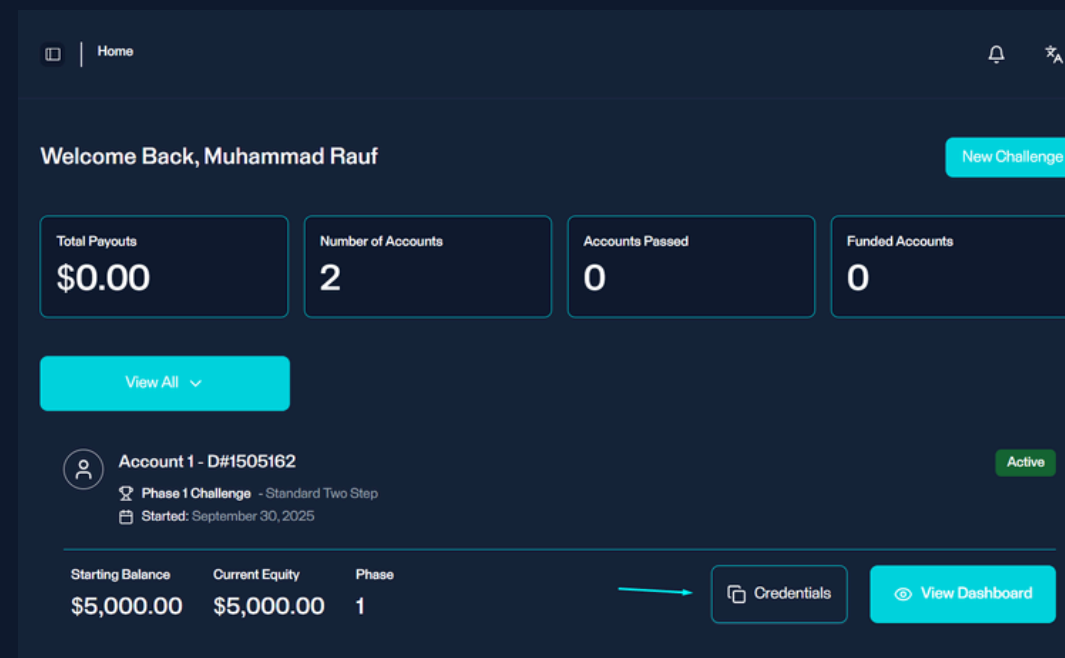 Home
Welcome Back, Muhammad Rauf
New Challenge
Total Payouts
$0.00
Number of Accounts
2
Accounts Passed
0
Funded Accounts
0
View All
Account 1 - D#1505162
Active
Phase 1 Challenge - Standard Two Step
Started: September 30, 2025
Starting Balance
$5,000.00
Current Equity
$5,000.00
Phase
1
Credentials
View Dashboard